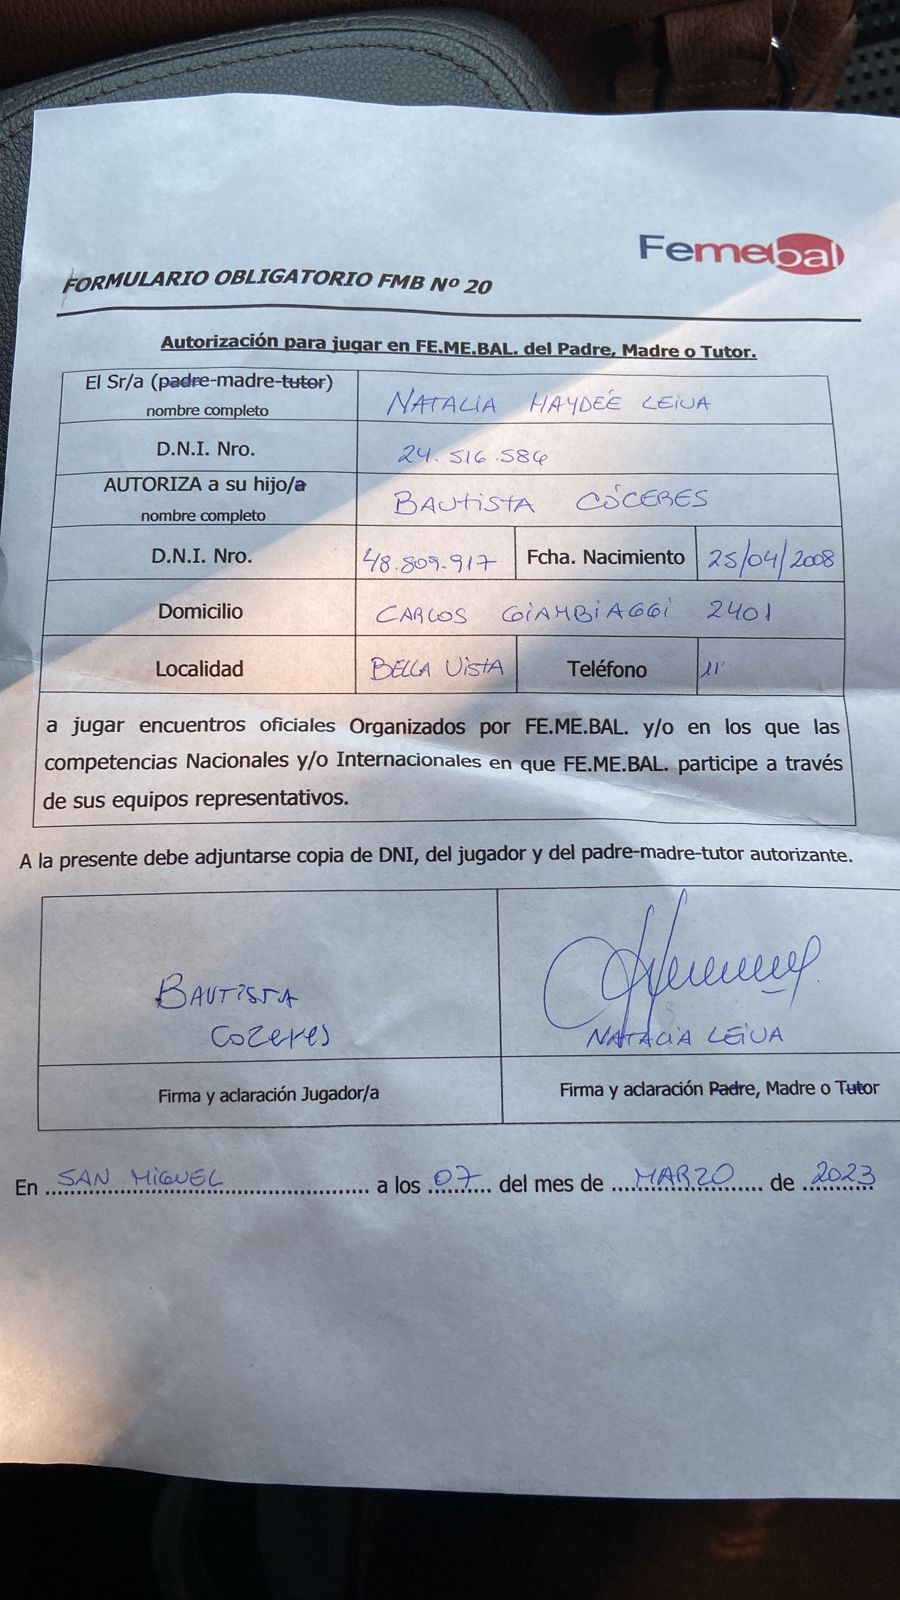 Femebal
FORMULARIO OBLIGATORIO FMB Nº 20
Autorización para jugar en FE.ME.BAL. del Padre, Madre o Tutor.
El Sr/a (padre-madre-tutor)
nombre completo
NATALIA HAYDÉE LEIVA
D.N.I. Nro.
24.516.586
AUTORIZA a su hijo/a
nombre completo
BAUTISTA CÓCERES
D.N.I. Nro.
48.809.917
Fcha. Nacimiento
25/04/2008
Domicilio
CARLOS GIAMBIAGGI 2401
Localidad
BELLA VISTA
Teléfono
11
a jugar encuentros oficiales Organizados por FE.ME.BAL. y/o en los que las
competencias Nacionales y/o Internacionales en que FE.ME.BAL. participe a través
de sus equipos representativos.
A la presente debe adjuntarse copia de DNI, del jugador y del padre-madre-tutor autorizante.
BAUTISTA
Cozeres
NATALIA LEIVA
Firma y aclaración Jugador/a
Firma y aclaración Padre, Madre o Tutor
En SAN MIGUEL a los 07 del mes de MARZO de 2023